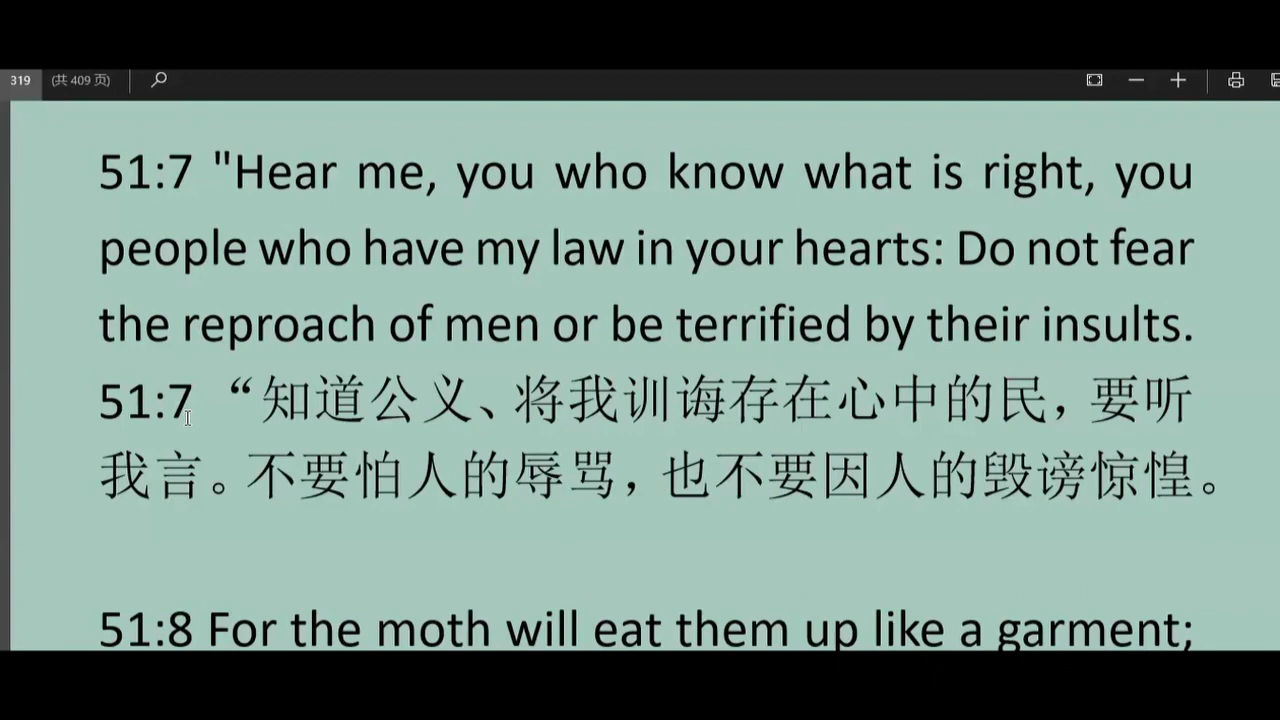 319 (共 409 页)
51:7 "Hear me, you who know what is right, you
people who have my law in your hearts: Do not fear
the reproach of men or be terrified by their insults.
51:7 “知道公义、将我训诲存在心中的民，要听
我言。不要怕人的辱骂，也不要因人的毁谤惊惶。
51:8 For the moth will eat them up like a garment;